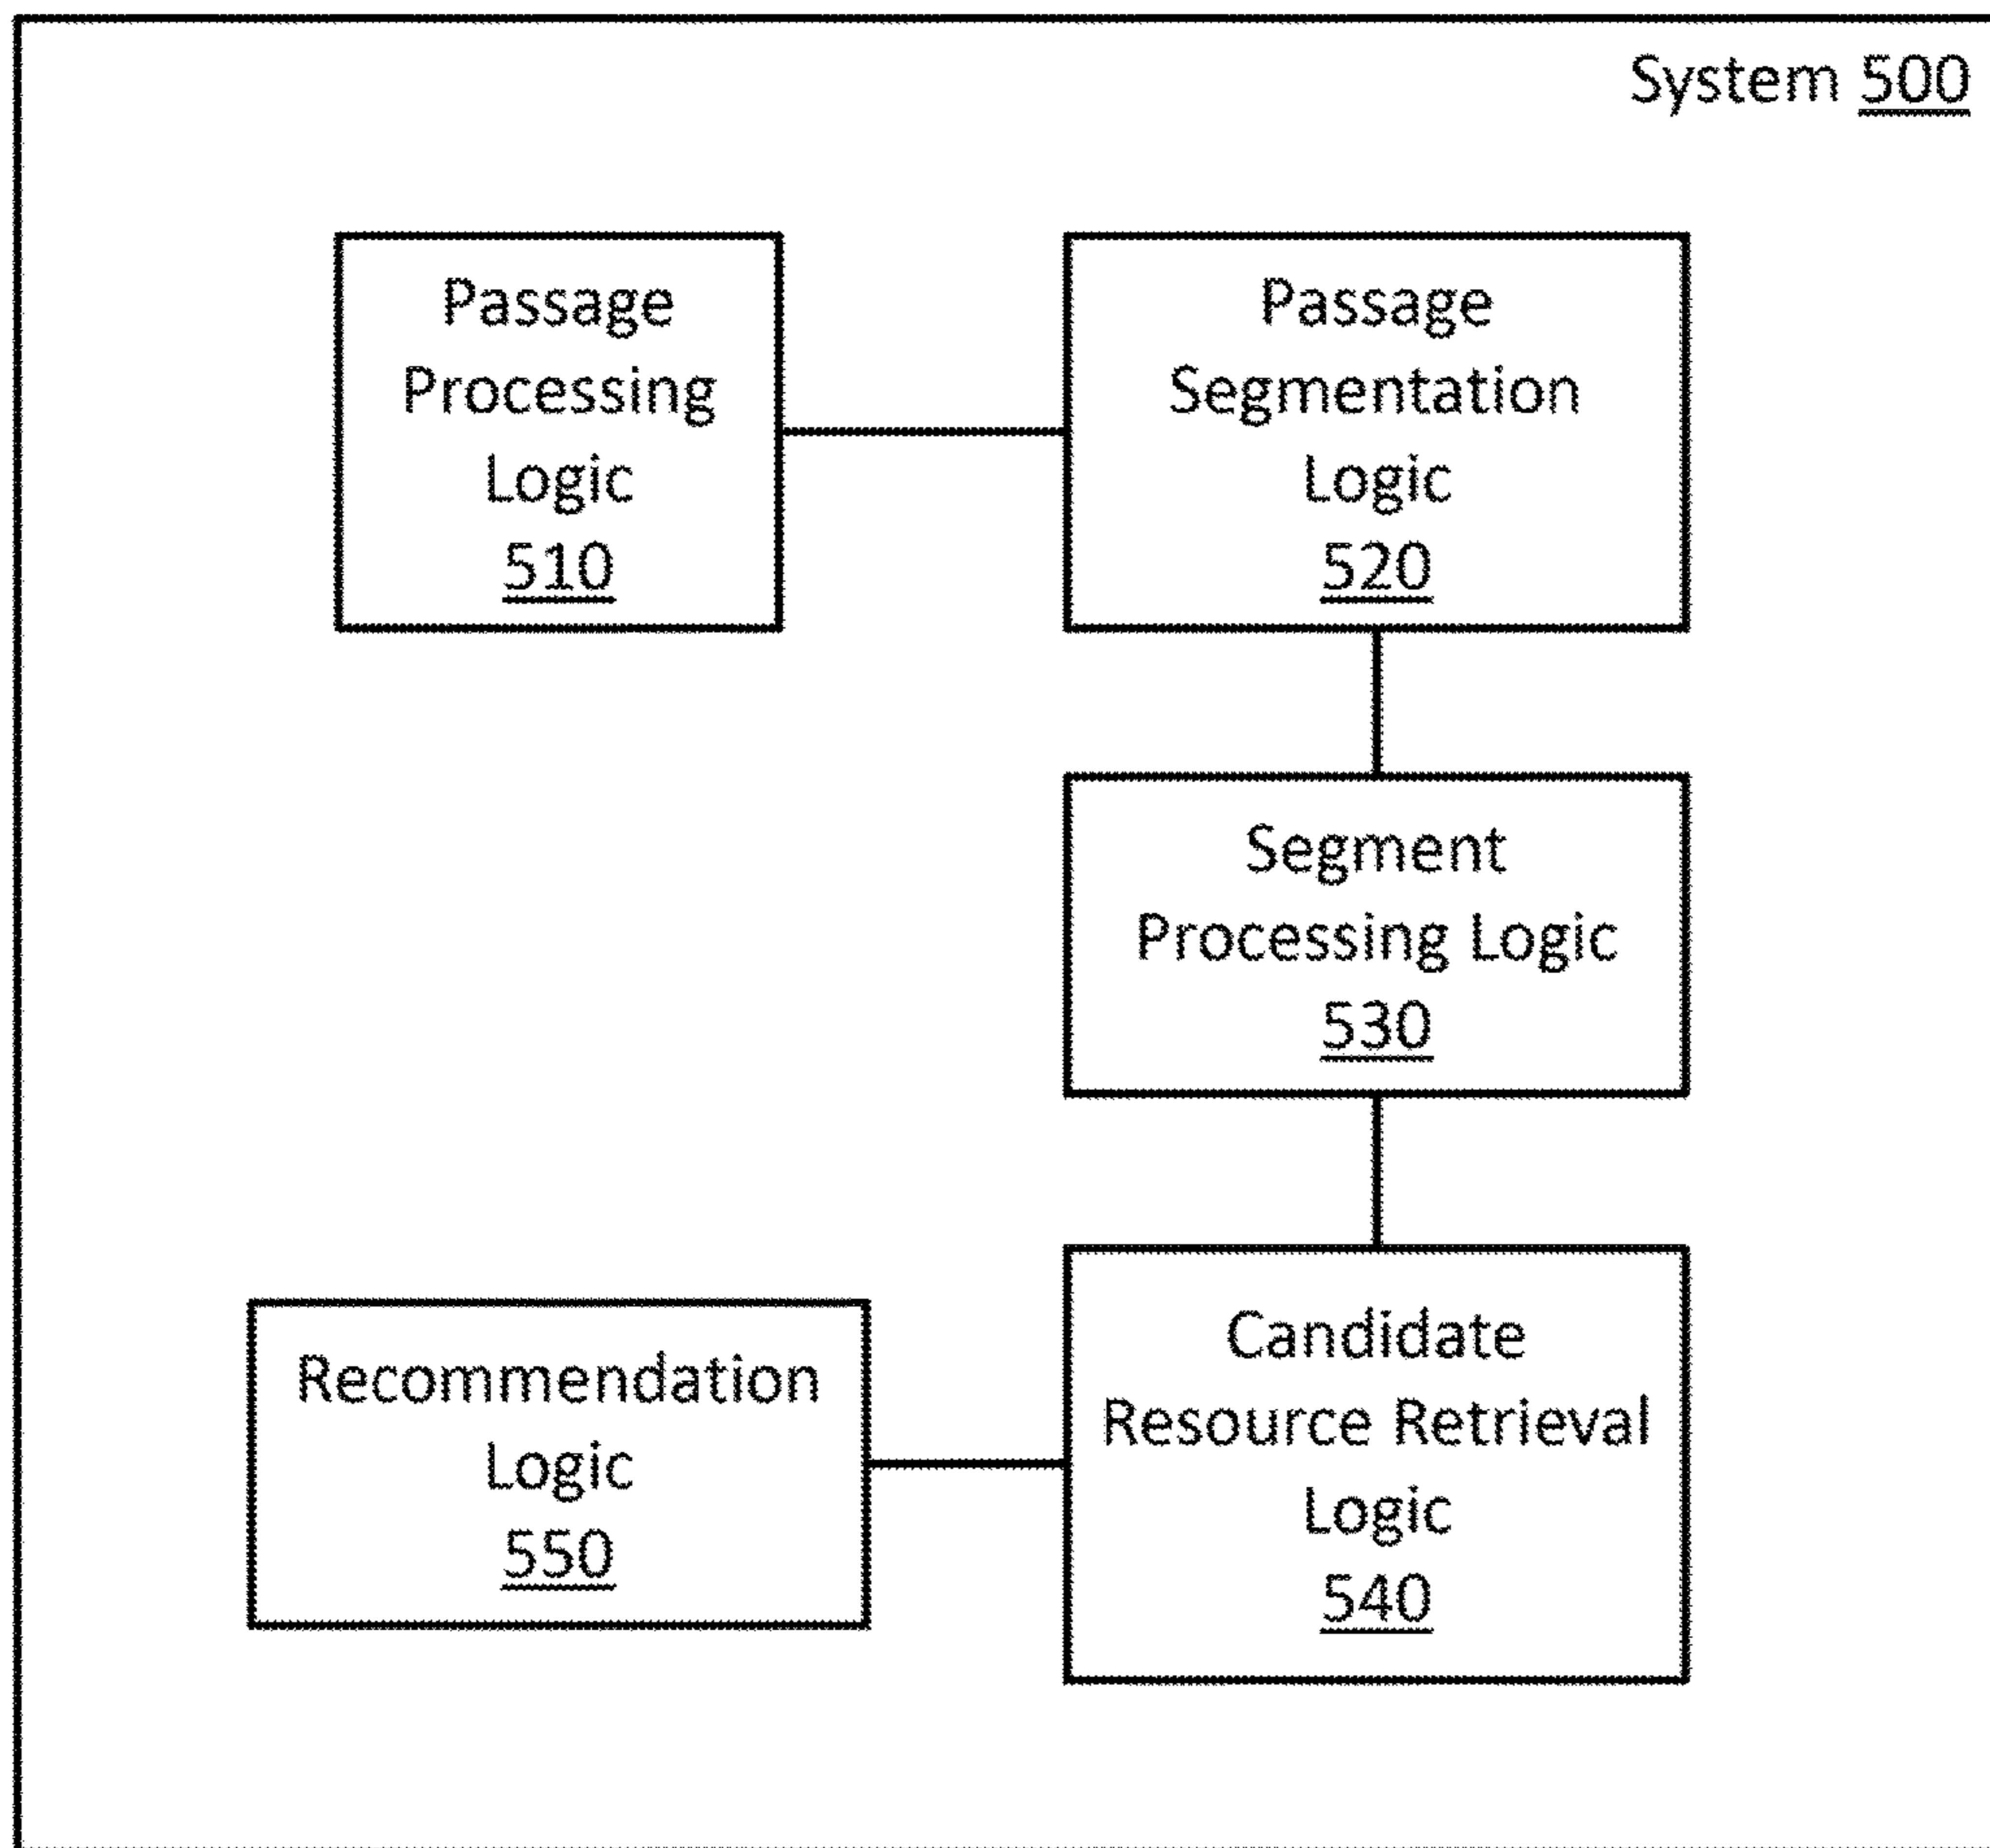 System 500
Passage
Processing
Logic
510
Passage
Segmentation
Logic
520
Segment
Processing Logic
530
Candidate
Resource Retrieval
Logic
540
Recommendation
Logic
550